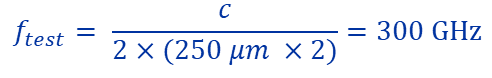 f_test = c / (2 × (250 μm × 2)) = 300 GHz